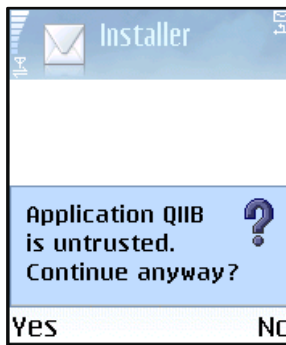 Installer
Application QIIB
is untrusted.
Continue anyway?
Yes No